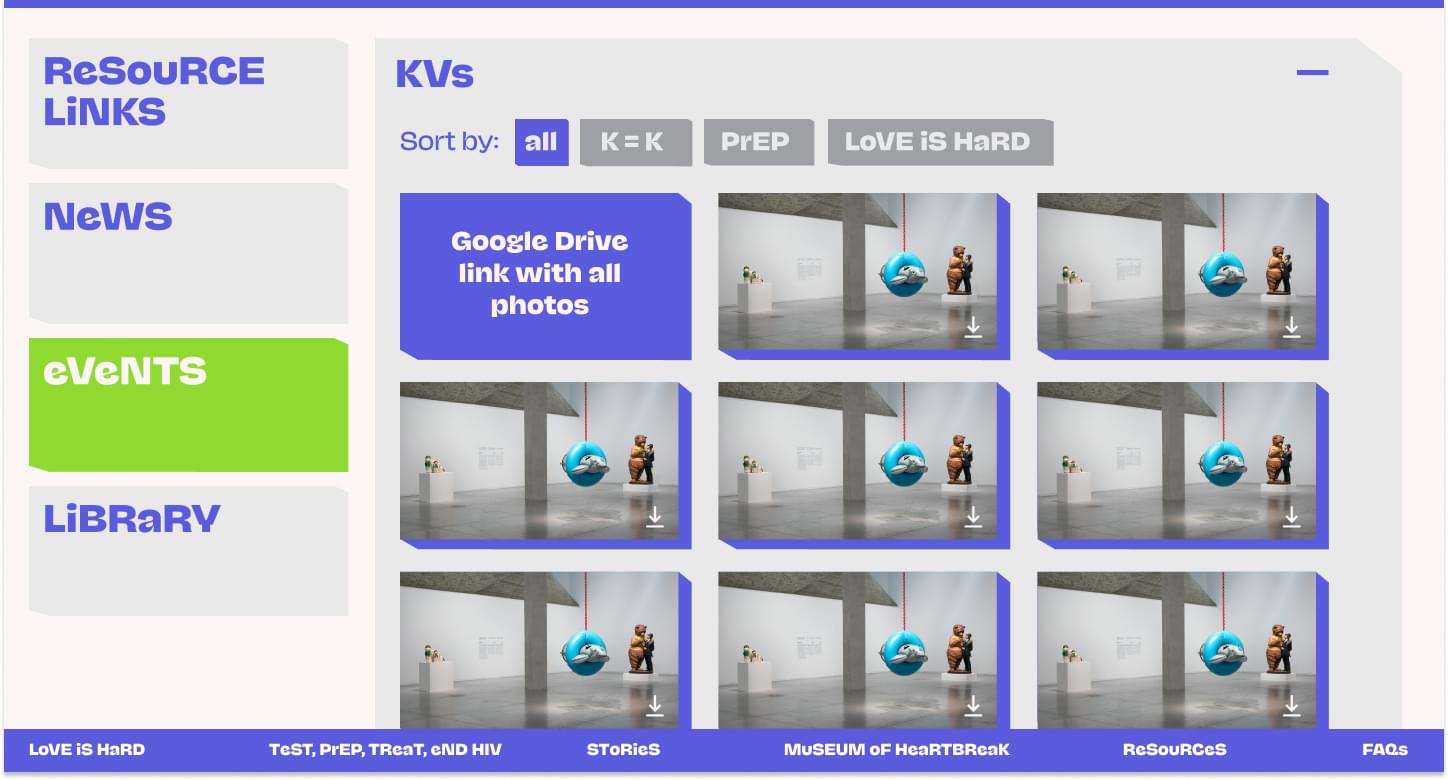 ReSouRCE
LiNKS
NeWS
eVeNTS
LiBRaRY
KVs
Sort by: all K = K PrEP LoVE iS HaRD
Google Drive
link with all
photos
LoVE iS HaRD TeST, PrEP, TReaT, eND HIV SToRieS MuSEUM oF HeaRTBReaK ReSouRCeS FAQs